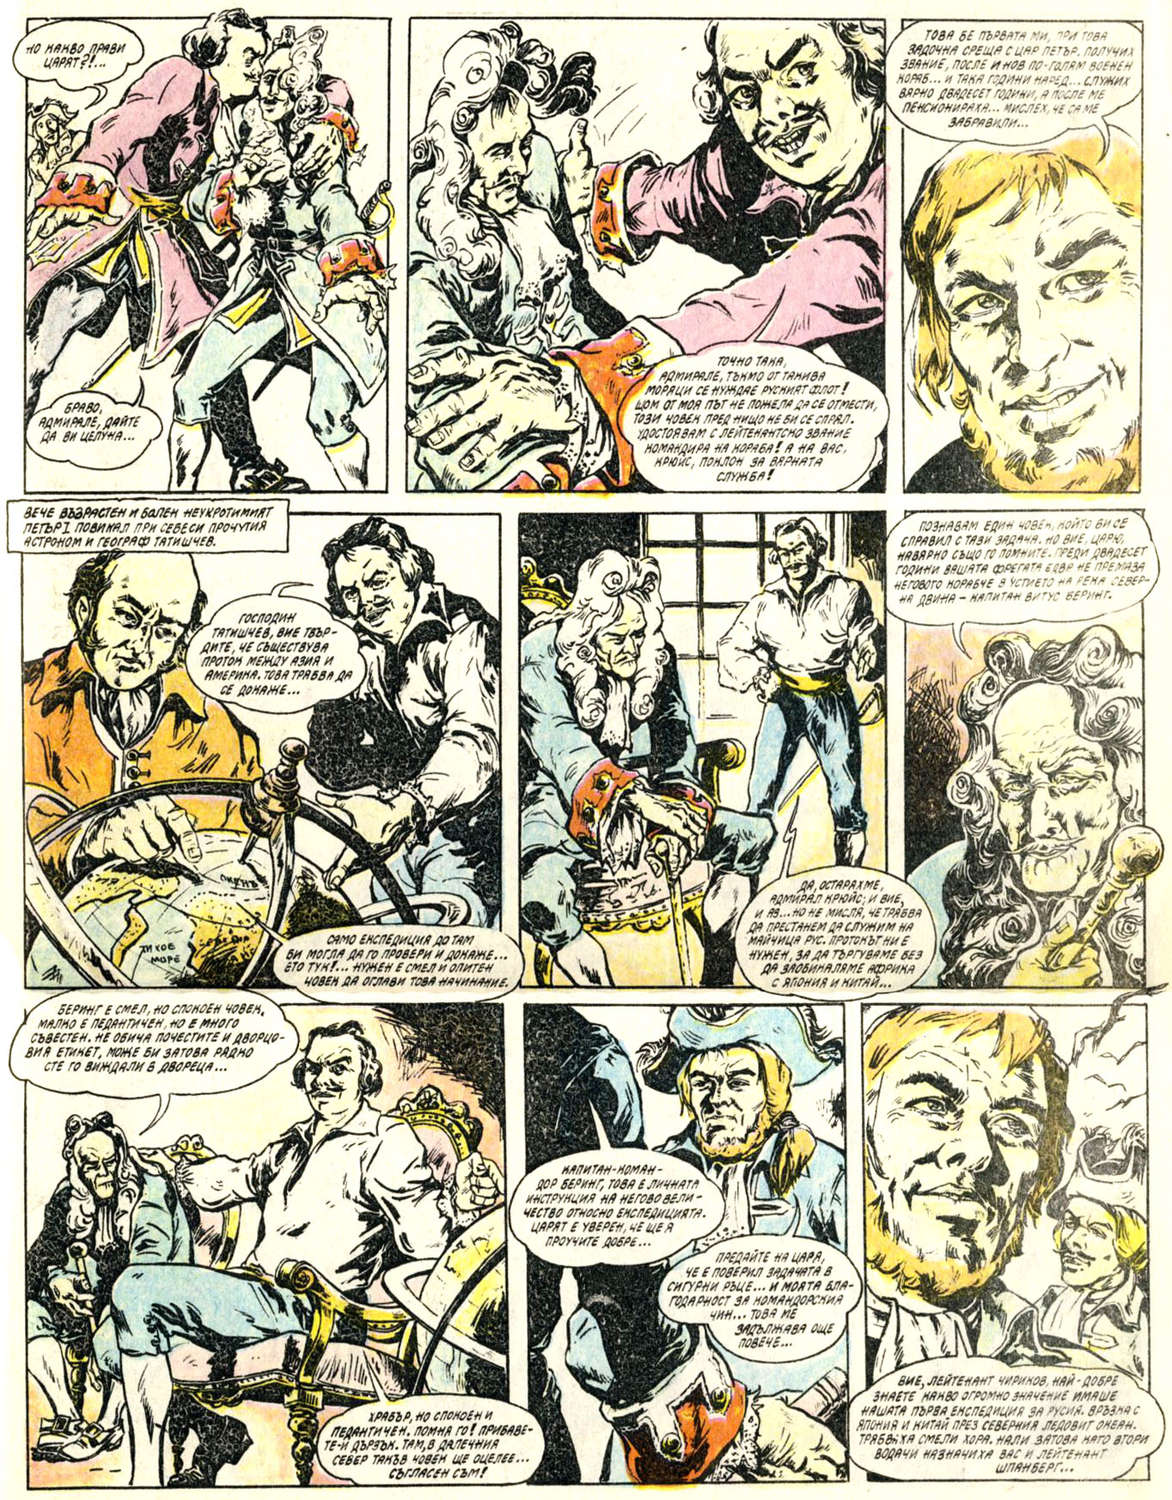 НО КАКВО ПРАВИ
ЦАРЯТ?!...
БРАВО,
АДМИРАЛЕ, ДАЙТЕ
ДА ВИ ЦЕЛУНА...
ТОЧНО ТАКА,
АДМИРАЛЕ, ТЪКМО ОТ ТАКИВА
МОРЯЦИ СЕ НУЖДАЕ РУСКИЯТ ФЛОТ!
ЩОМ ОТ МОЯ ПЪТ НЕ ПОЖЕЛА ДА СЕ ОТМЕСТИ,
ТОЗИ ЧОВЕК ПРЕД НИЩО НЕ БИ СЕ СПРЯЛ.
УДОСТОЯВАМ С ЛЕЙТЕНАНТСКО ЗВАНИЕ
КОМАНДИРА НА КОРАБА! А НА ВАС,
КРЮЙС, ПОКЛОН ЗА ВЯРНАТА
СЛУЖБА!
ТОВА БЕ ПЪРВАТА МИ, ПРИ ТОВА
ЗАДОЧНА СРЕЩА С ЦАР ПЕТЪР. ПОЛУЧИХ
ЗВАНИЕ, ПОСЛЕ И НОВ ПО-ГОЛЯМ ВОЕНЕН
КОРАБ... И ТАКА ГОДИНИ НАРЕД... СЛУЖИХ
ВЯРНО ДВАДЕСЕТ ГОДИНИ, А ПОСЛЕ МЕ
ПЕНСИОНИРАХА... МИСЛЕХ, ЧЕ СА МЕ
ЗАБРАВИЛИ...
ВЕЧЕ ВЪЗРАСТЕН И БОЛЕН НЕУКРОТИМИЯТ
ПЕТЪР I ПОВИКАЛ ПРИ СЕБЕ СИ ПРОЧУТИЯ
АСТРОНОМ И ГЕОГРАФ ТАТИШЧЕВ.
ГОСПОДИН
ТАТИШЧЕВ, ВИЕ ТВЪР-
ДИТЕ, ЧЕ СЪЩЕСТВУВА
ПРОТОК МЕЖДУ АЗИЯ И
АМЕРИКА. ТОВА ТРЯБВА ДА
СЕ ДОКАЖЕ...
ТИХОЕ
МОРЕ
САМО ЕКСПЕДИЦИЯ ДО ТАМ
БИ МОГЛА ДА ГО ПРОВЕРИ И ДОКАЖЕ...
ЕТО ТУК!... НУЖЕН Е СМЕЛ И ОПИТЕН
ЧОВЕК ДА ОГЛАВИ ТОВА НАЧИНАНИЕ.
ДА, ОСТАРЯХМЕ,
АДМИРАЛ КРЮЙС; И ВИЕ,
И АЗ... НО НЕ МИСЛЯ, ЧЕ ТРЯБВА
ДА ПРЕСТАНЕМ ДА СЛУЖИМ НА
МАЙЧИЦА РУС. ПРОТОКЪТ НИ Е
НУЖЕН, ЗА ДА ТЪРГУВАМЕ БЕЗ
ДА ЗАОБИКАЛЯМЕ АФРИКА
С ЯПОНИЯ И КИТАЙ...
ПОЗНАВАМ ЕДИН ЧОВЕК, КОЙТО БИ СЕ
СПРАВИЛ С ТАЗИ ЗАДАЧА. НО ВИЕ, ЦАРЮ,
НАВЯРНО СЪЩО ГО ПОМНИТЕ. ПРЕДИ ДВАДЕСЕТ
ГОДИНИ ВАШАТА ФРЕГАТА ЕДВА НЕ ПРЕМАЗА
НЕГОВОТО КОРАБЧЕ В УСТИЕТО НА РЕКА СЕВЕР-
НА ДВИНА – КАПИТАН ВИТУС БЕРИНГ.
БЕРИНГ Е СМЕЛ, НО СПОКОЕН ЧОВЕК.
МАЛКО Е ПЕДАНТИЧЕН, НО Е МНОГО
СЪВЕСТЕН. НЕ ОБИЧА ПОЧЕСТИТЕ И ДВОРЦО-
ВИЯ ЕТИКЕТ, МОЖЕ БИ ЗАТОВА РЯДКО
СТЕ ГО ВИЖДАЛИ В ДВОРЕЦА...
ХРАБЪР, НО СПОКОЕН И
ПЕДАНТИЧЕН. ПОМНЯ ГО! ПРИБАВЕ-
ТЕ-И ДЪРЗЪК. ТАМ, В ДАЛЕЧНИЯ
СЕВЕР ТАКЪВ ЧОВЕК ЩЕ ОЦЕЛЕЕ...
СЪГЛАСЕН СЪМ!
КАПИТАН-КОМАН-
ДОР БЕРИНГ, ТОВА Е ЛИЧНАТА
ИНСТРУКЦИЯ НА НЕГОВО ВЕЛИ-
ЧЕСТВО ОТНОСНО ЕКСПЕДИЦИЯТА.
ЦАРЯТ Е УВЕРЕН, ЧЕ ЩЕ Я
ПРОУЧИТЕ ДОБРЕ...
ПРЕДАЙТЕ НА ЦАРЯ,
ЧЕ Е ПОВЕРИЛ ЗАДАЧАТА В
СИГУРНИ РЪЦЕ... И МОЯТА БЛА-
ГОДАРНОСТ ЗА КОМАНДОРСКИЯ
ЧИН... ТОВА МЕ
ЗАДЪЛЖАВА ОЩЕ
ПОВЕЧЕ...
ВИЕ, ЛЕЙТЕНАНТ ЧИРИКОВ, НАЙ-ДОБРЕ
ЗНАЕТЕ КАКВО ОГРОМНО ЗНАЧЕНИЕ ИМАШЕ
НАШАТА ПЪРВА ЕКСПЕДИЦИЯ ЗА РУСИЯ. ВРЪЗКА С
ЯПОНИЯ И КИТАЙ ПРЕЗ СЕВЕРНИЯ ЛЕДОВИТ ОКЕАН.
ТРЯБВАХА СМЕЛИ ХОРА. НАЛИ ЗАТОВА КАТО ВТОРИ
ВОДАЧИ НАЗНАЧИХА ВАС И ЛЕЙТЕНАНТ
ШПАНБЕРГ...